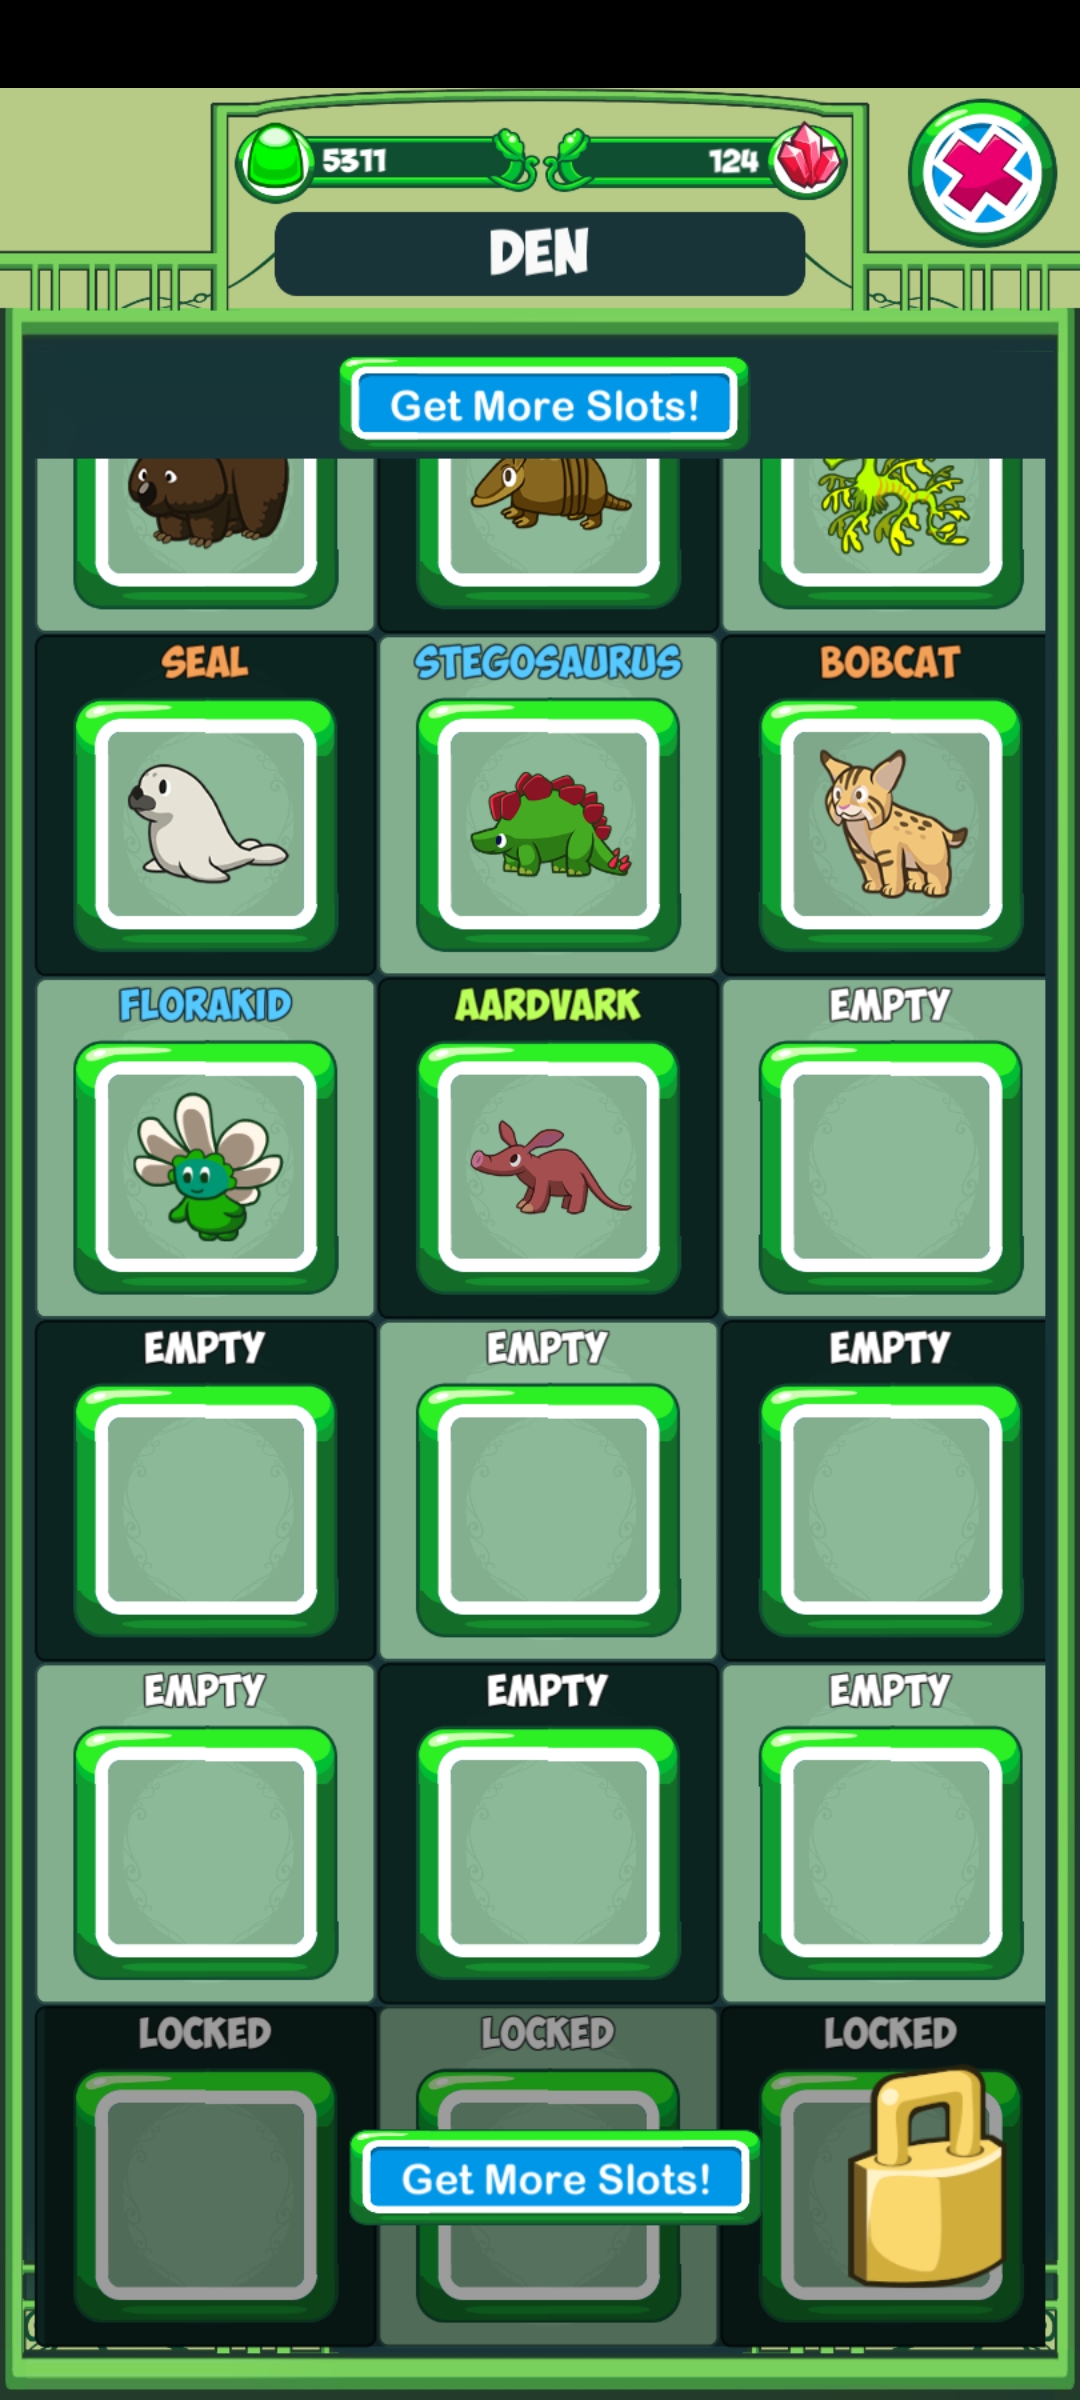 5311 124
DEN
Get More Slots!
SEAL STEGOSAURUS BOBCAT
FLORAKID AARDVARK EMPTY
EMPTY EMPTY EMPTY
EMPTY EMPTY EMPTY
LOCKED LOCKED LOCKED
Get More Slots!